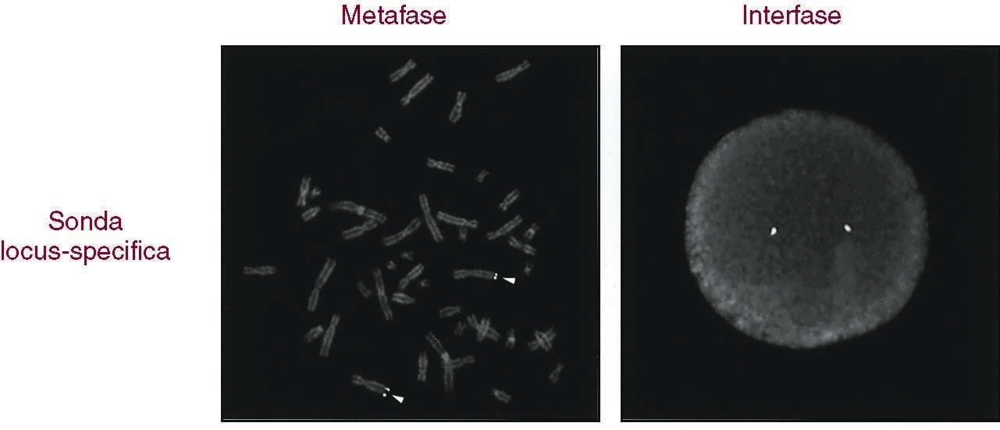 Metafase
Interfase
Sonda
locus-specifica